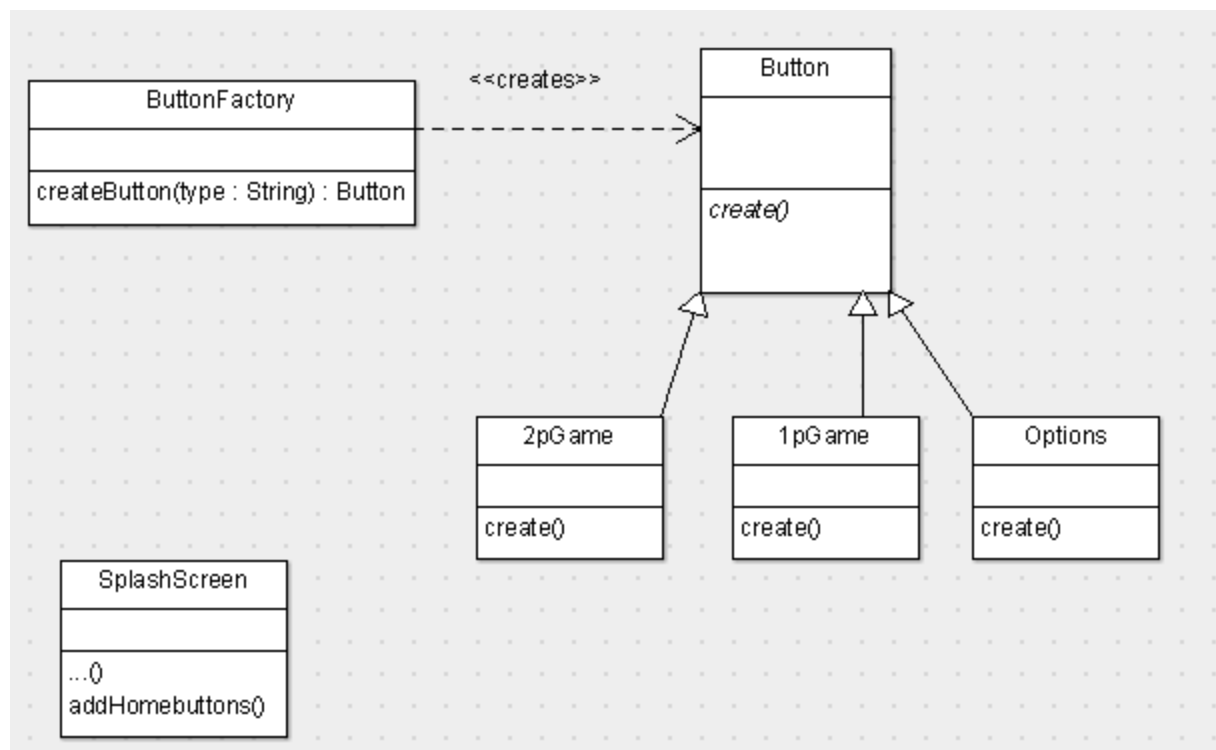 ButtonFactory
createButton(type : String) : Button
<<creates>>
Button
create()
2pGame
create()
1pGame
create()
Options
create()
SplashScreen
...()
addHomebuttons()